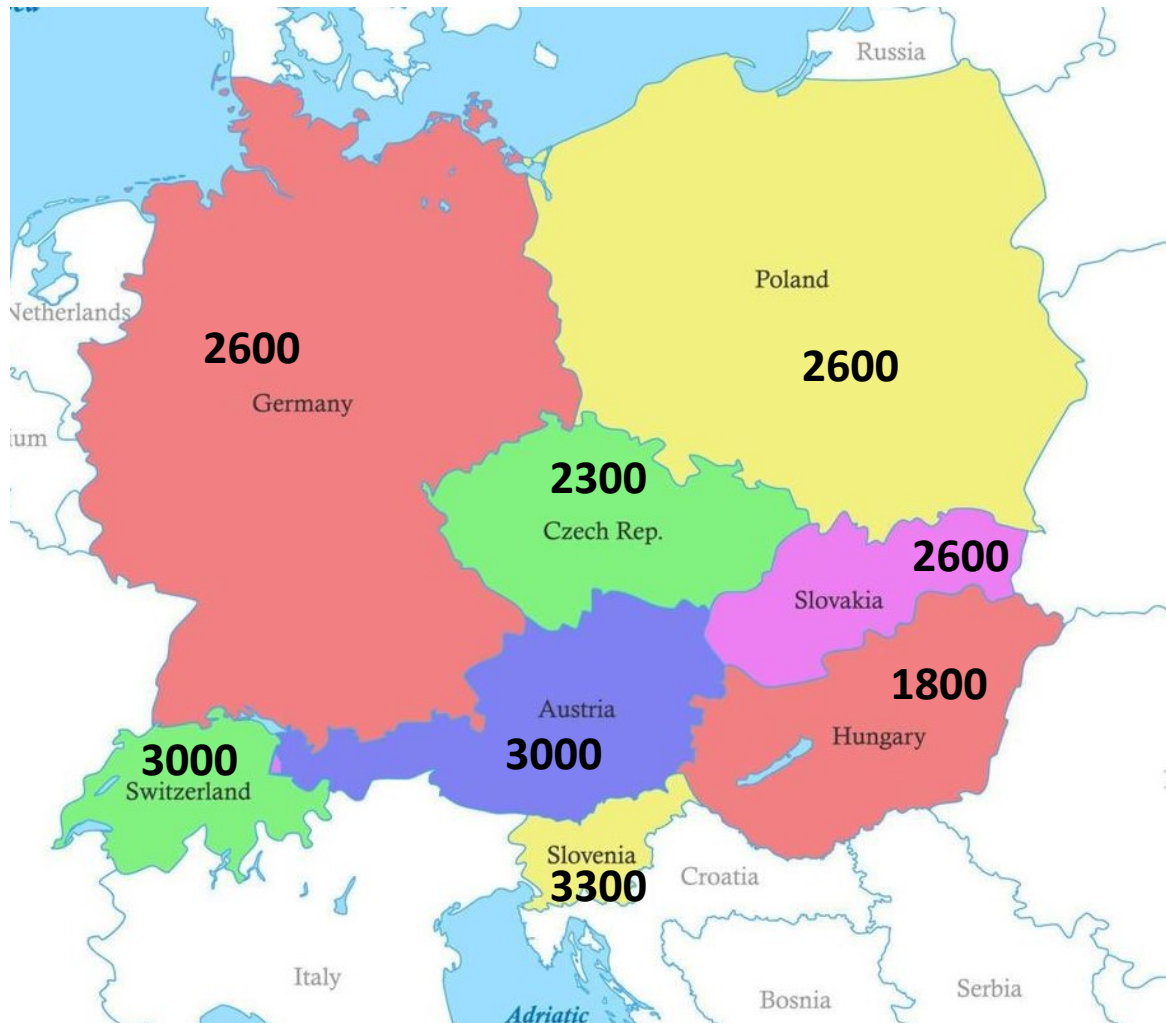 Russia
Poland
Netherlands
2600
2600
Germany
2300
Czech Rep.
2600
Slovakia
1800
Austria
Hungary
3000
3000
Switzerland
Slovenia
3300
Croatia
Italy
Serbia
Bosnia
Adriatic